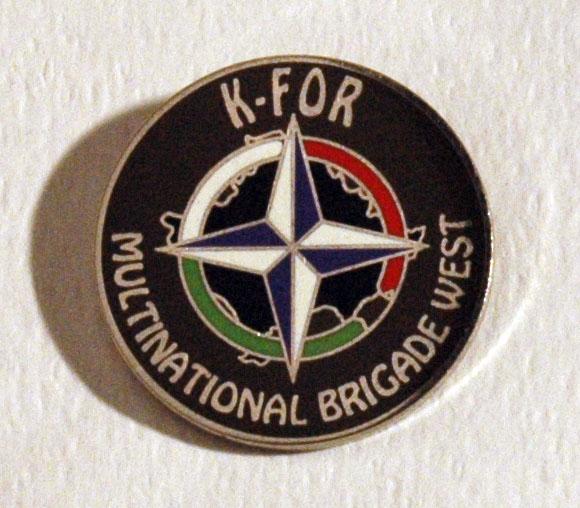 K-FOR
MULTINATIONAL BRIGADE WEST